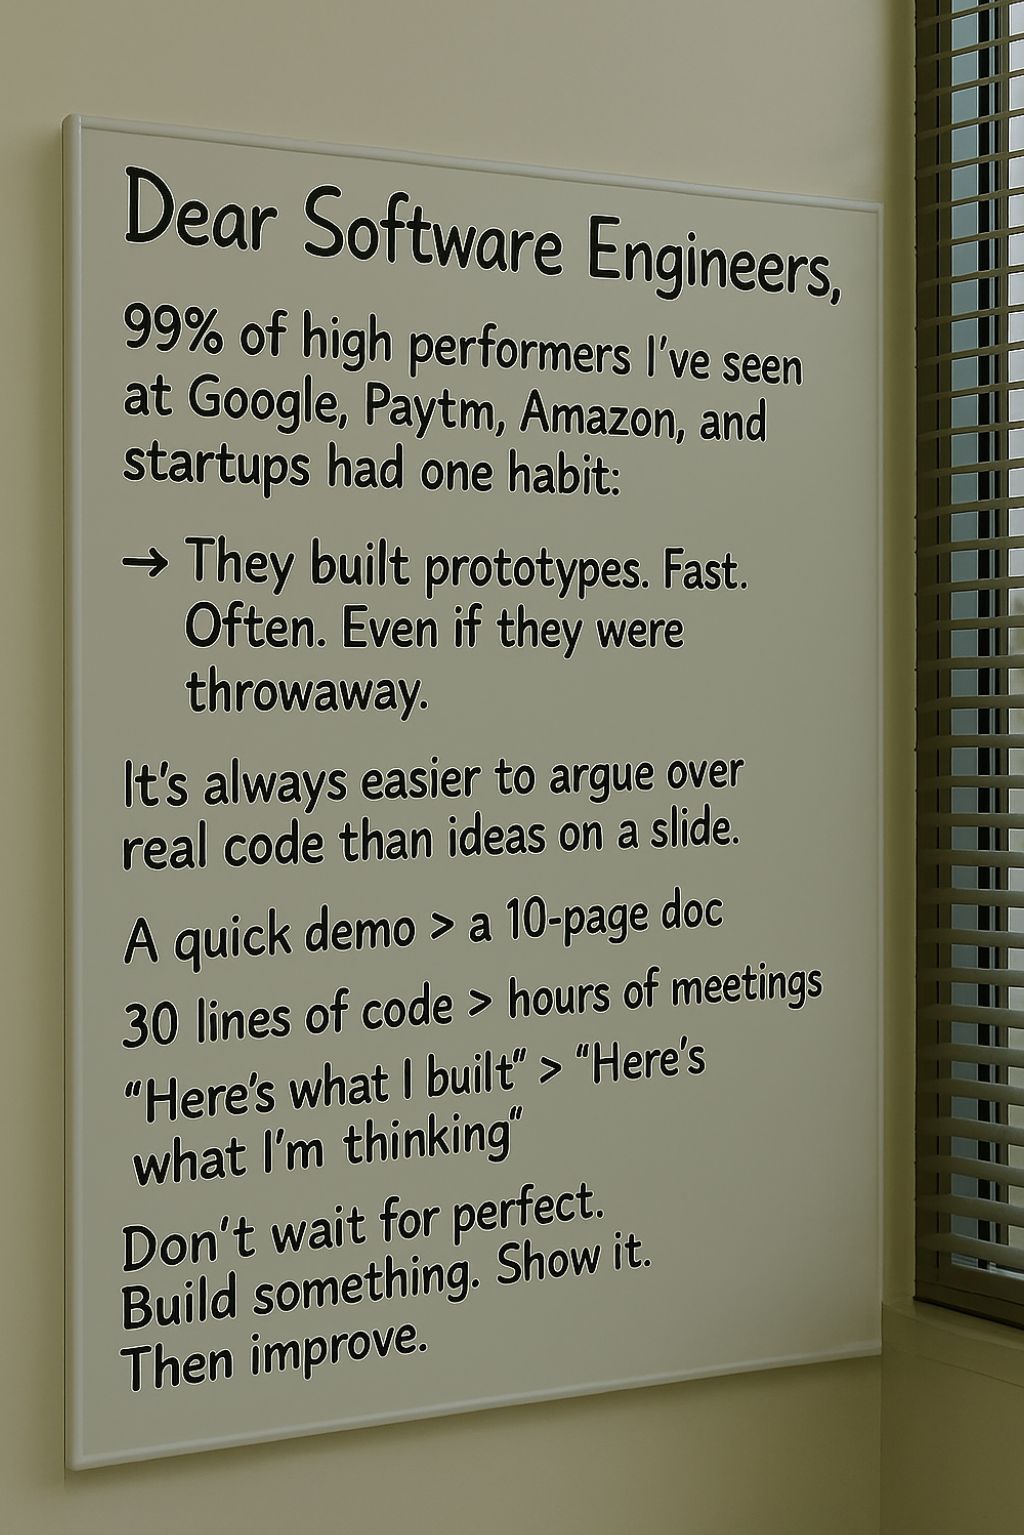 Dear Software Engineers,
99% of high performers I've seen
at Google, Paytm, Amazon, and
startups had one habit:
→ They built prototypes. Fast.
Often. Even if they were
throwaway.
It's always easier to argue over
real code than ideas on a slide.
A quick demo > a 10-page doc
30 lines of code > hours of meetings
“Here's what I built” > “Here's
what I'm thinking“
Don't wait for perfect.
Build something. Show it.
Then improve.